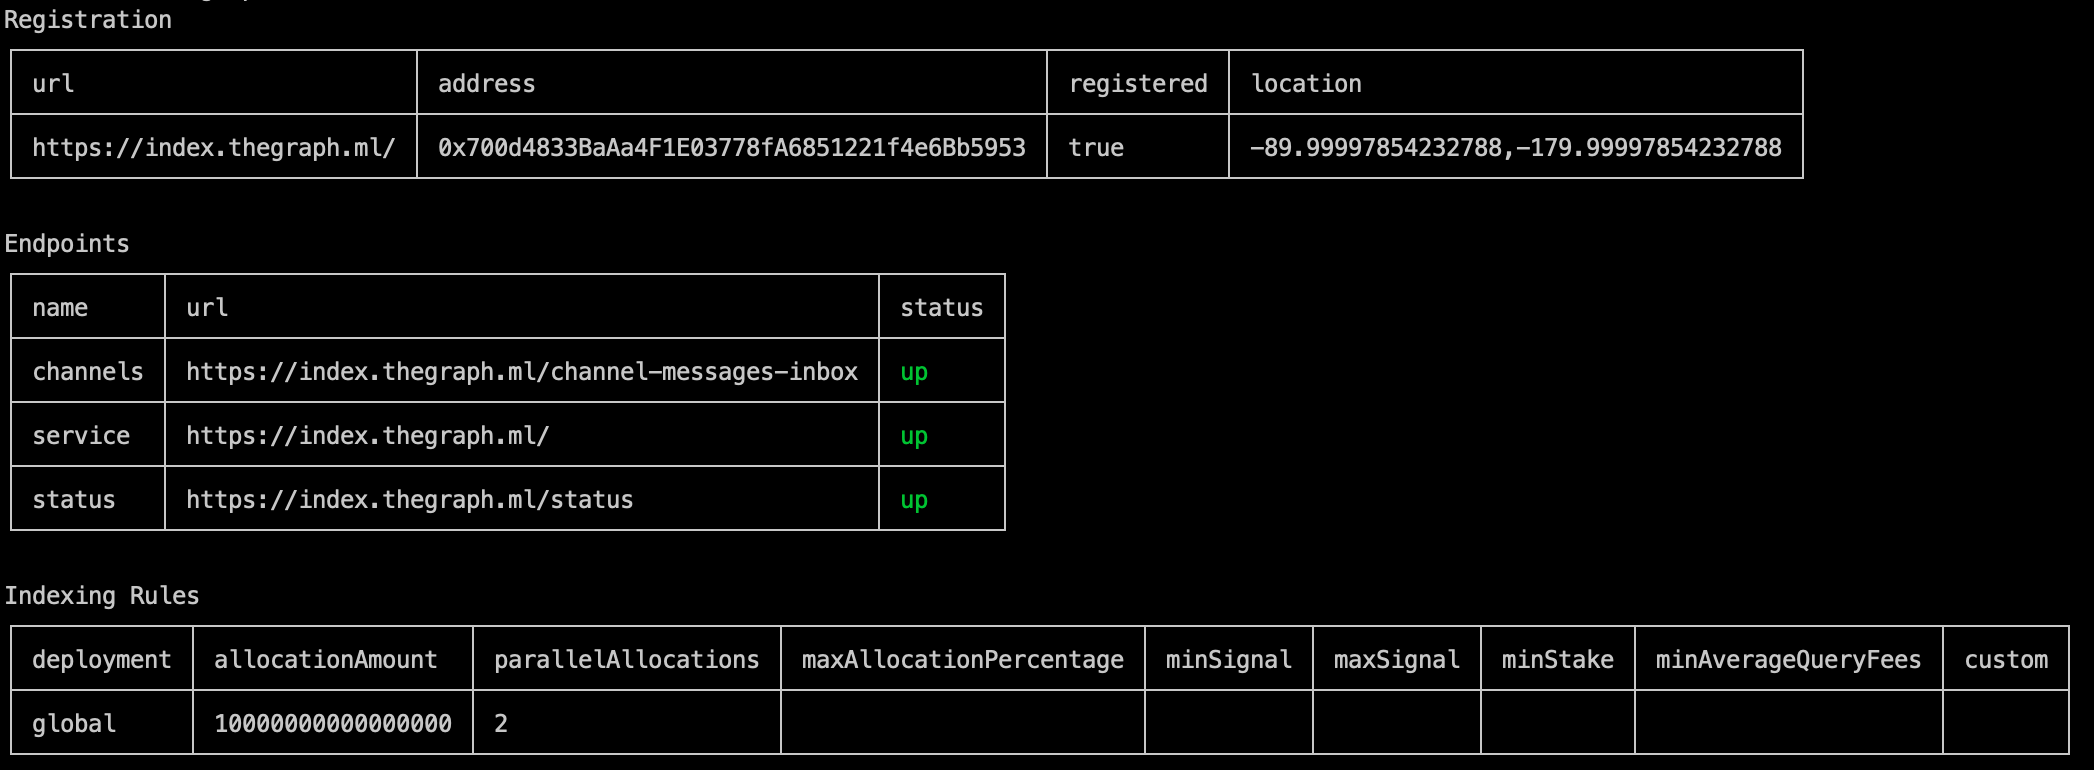 Registration
url address registered location
https://index.thegraph.ml/ 0x700d4833BaAa4F1E03778fA6851221f4e6Bb5953 true -89.99997854232788,-179.99997854232788
Endpoints
name url status
channels https://index.thegraph.ml/channel-messages-inbox up
service https://index.thegraph.ml/ up
status https://index.thegraph.ml/status up
Indexing Rules
deployment allocationAmount parallelAllocations maxAllocationPercentage minSignal maxSignal minStake minAverageQueryFees custom
global 10000000000000000 2